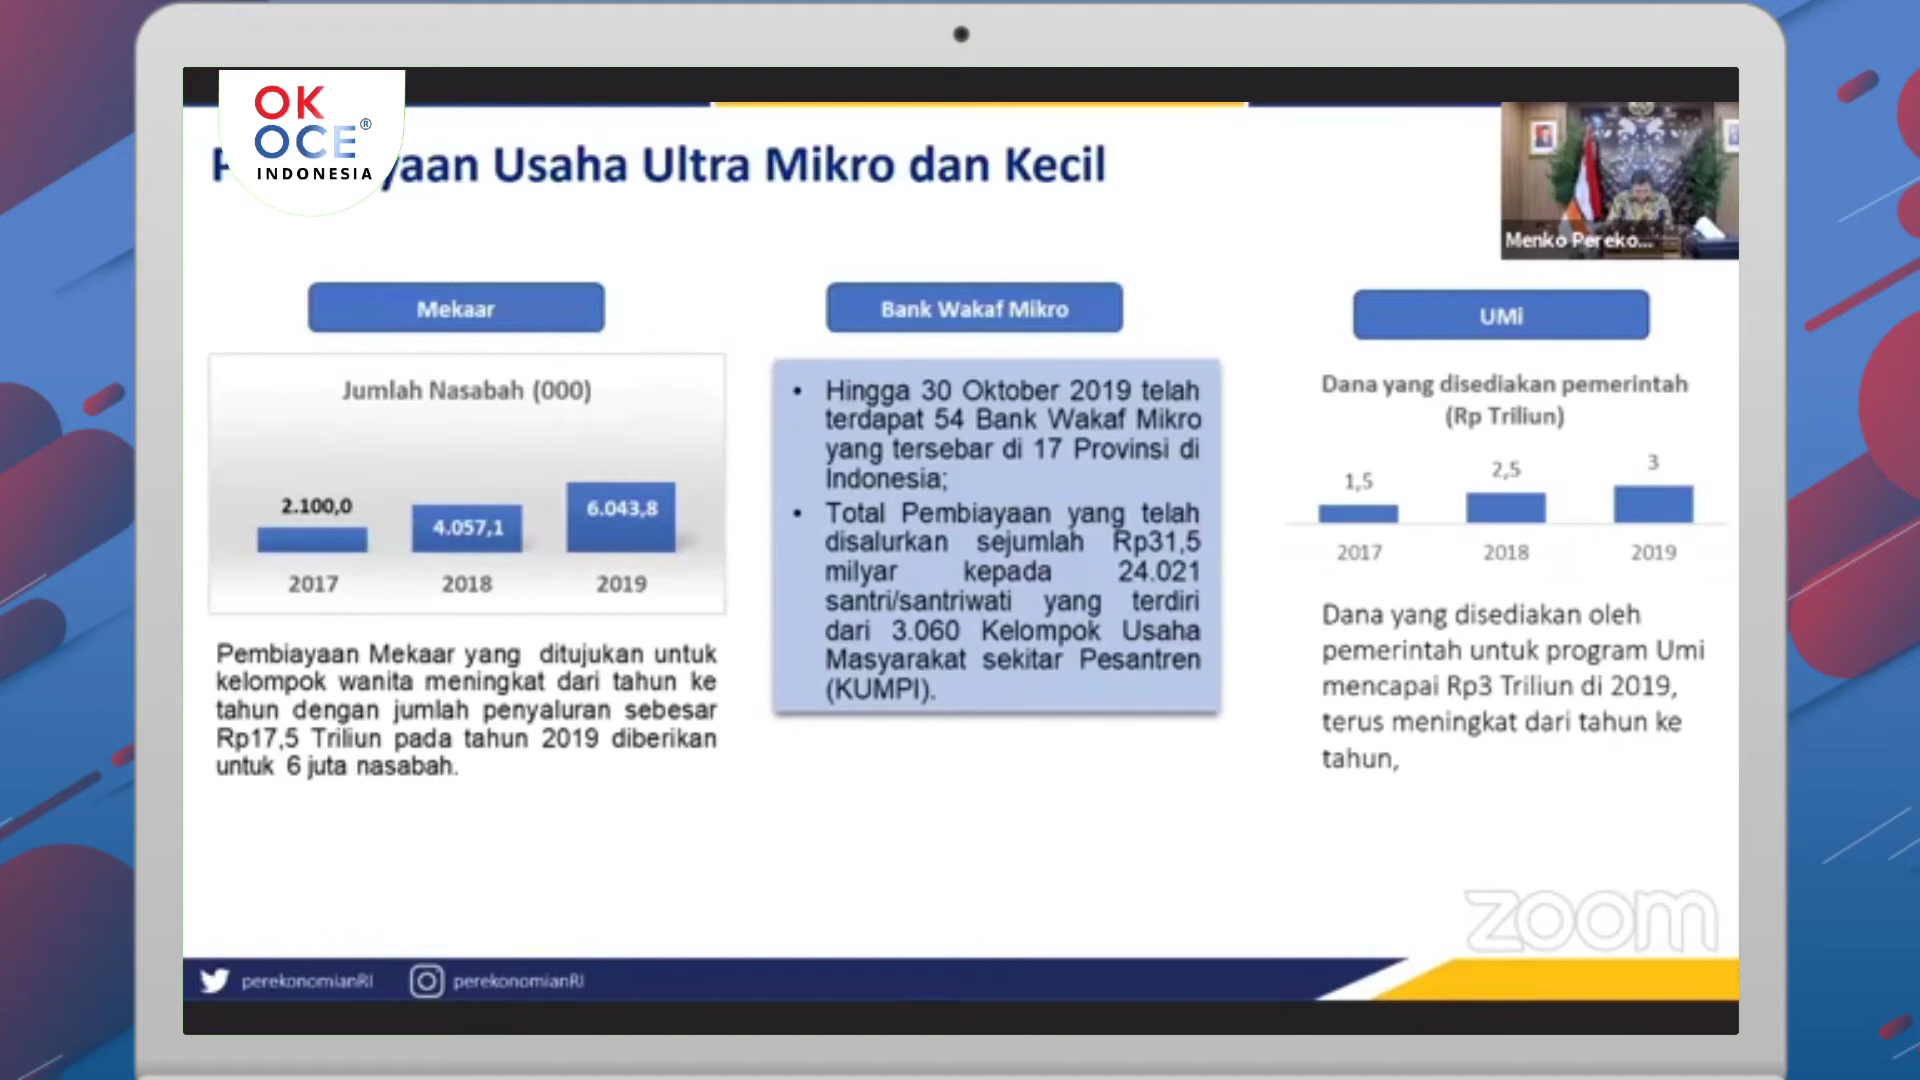 OK
OCE®
INDONESIA
Usaha Ultra Mikro dan Kecil
Menko Pereko...
Mekaar
Jumlah Nasabah (000)
2.100,0
4.057,1
6.043,8
2017 2018 2019
Pembiayaan Mekaar yang ditujukan untuk
kelompok wanita meningkat dari tahun ke
tahun dengan jumlah penyaluran sebesar
Rp17,5 Triliun pada tahun 2019 diberikan
untuk 6 juta nasabah.
Bank Wakaf Mikro
• Hingga 30 Oktober 2019 telah
terdapat 54 Bank Wakaf Mikro
yang tersebar di 17 Provinsi di
Indonesia;
• Total Pembiayaan yang telah
disalurkan sejumlah Rp31,5
milyar kepada 24.021
santri/santriwati yang terdiri
dari 3.060 Kelompok Usaha
Masyarakat sekitar Pesantren
(KUMPI).
UMi
Dana yang disediakan pemerintah
(Rp Triliun)
1,5
2,5
3
2017 2018 2019
Dana yang disediakan oleh
pemerintah untuk program Umi
mencapai Rp3 Triliun di 2019,
terus meningkat dari tahun ke
tahun,
zoom
perekonomianRI perekonomianRI